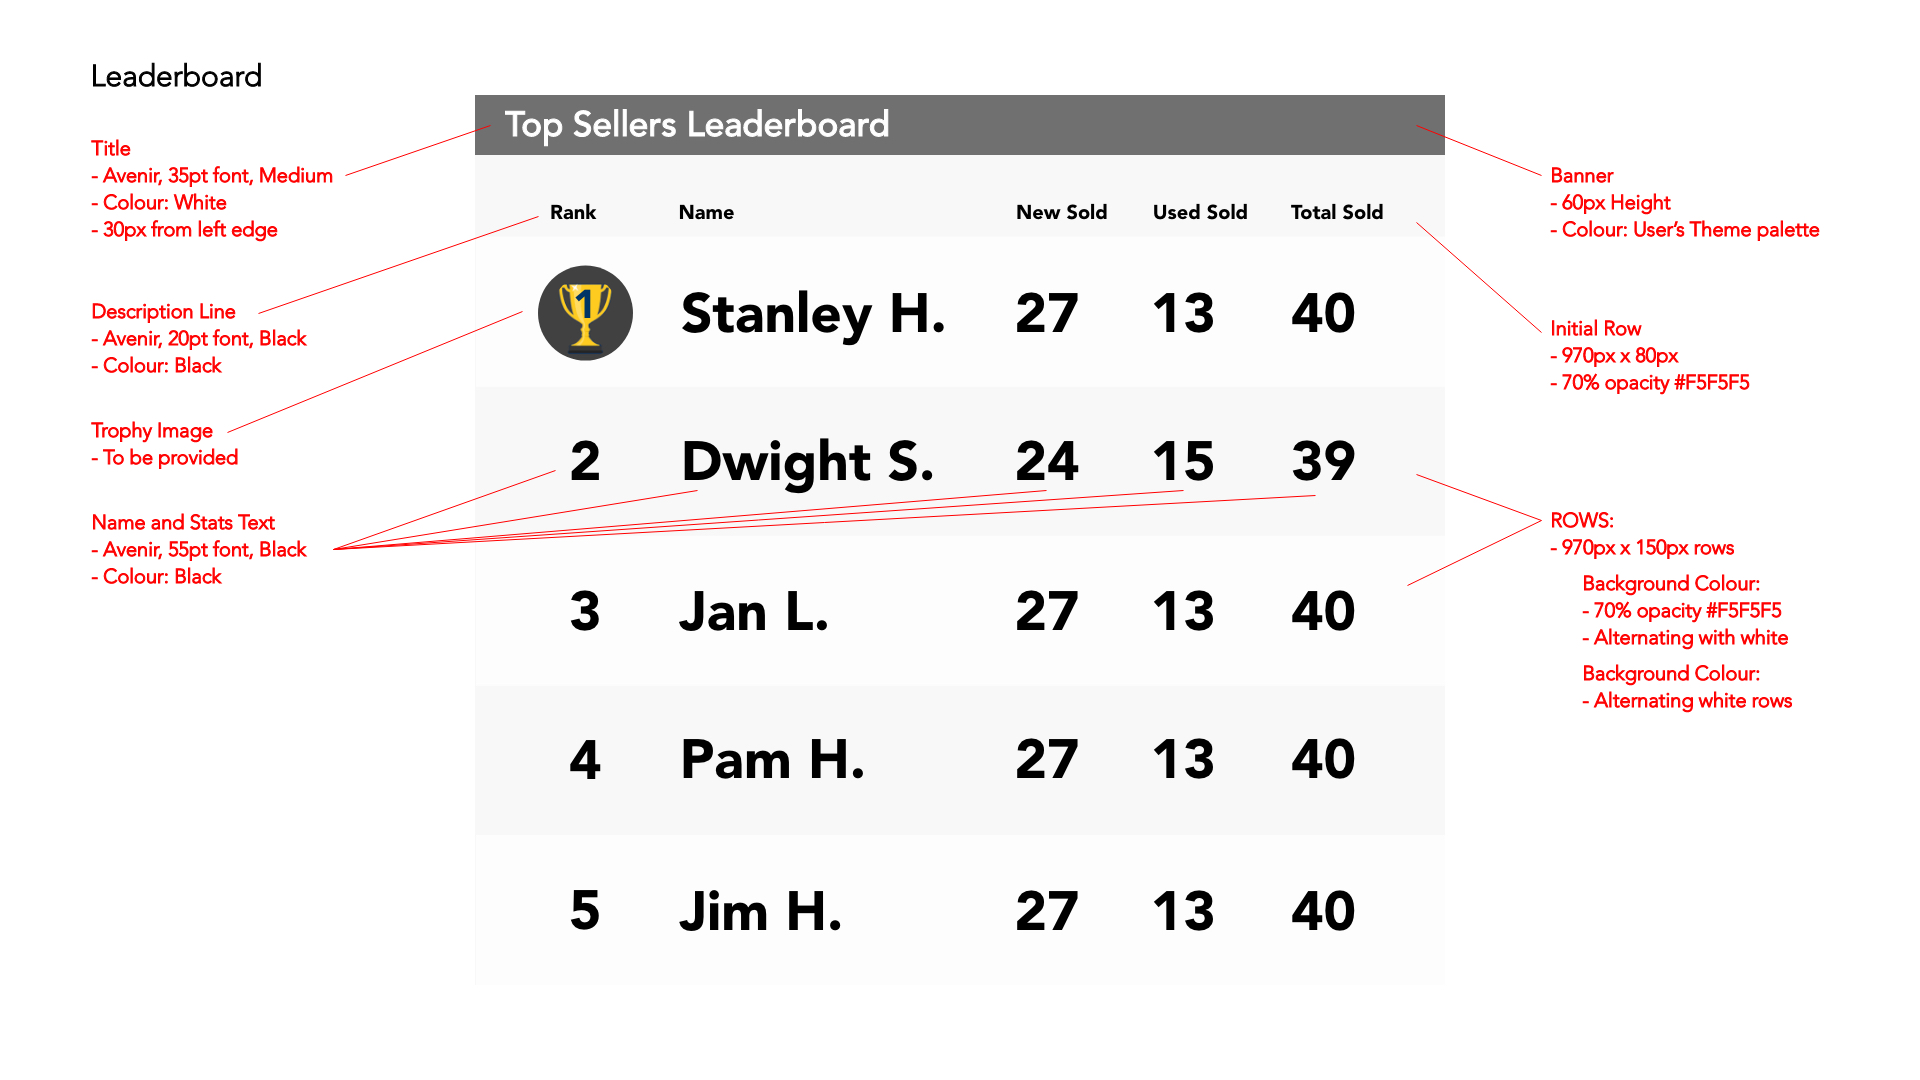 Leaderboard
Top Sellers Leaderboard
Title
- Avenir, 35pt font, Medium
- Colour: White
- 30px from left edge
Description Line
- Avenir, 20pt font, Black
- Colour: Black
Trophy Image
- To be provided
Name and Stats Text
- Avenir, 55pt font, Black
- Colour: Black
Rank Name New Sold Used Sold Total Sold
1 Stanley H. 27 13 40
2 Dwight S. 24 15 39
3 Jan L. 27 13 40
4 Pam H. 27 13 40
5 Jim H. 27 13 40
Banner
- 60px Height
- Colour: User’s Theme palette
Initial Row
- 970px x 80px
- 70% opacity #F5F5F5
ROWS:
- 970px x 150px rows
Background Colour:
- 70% opacity #F5F5F5
- Alternating with white
Background Colour:
- Alternating white rows